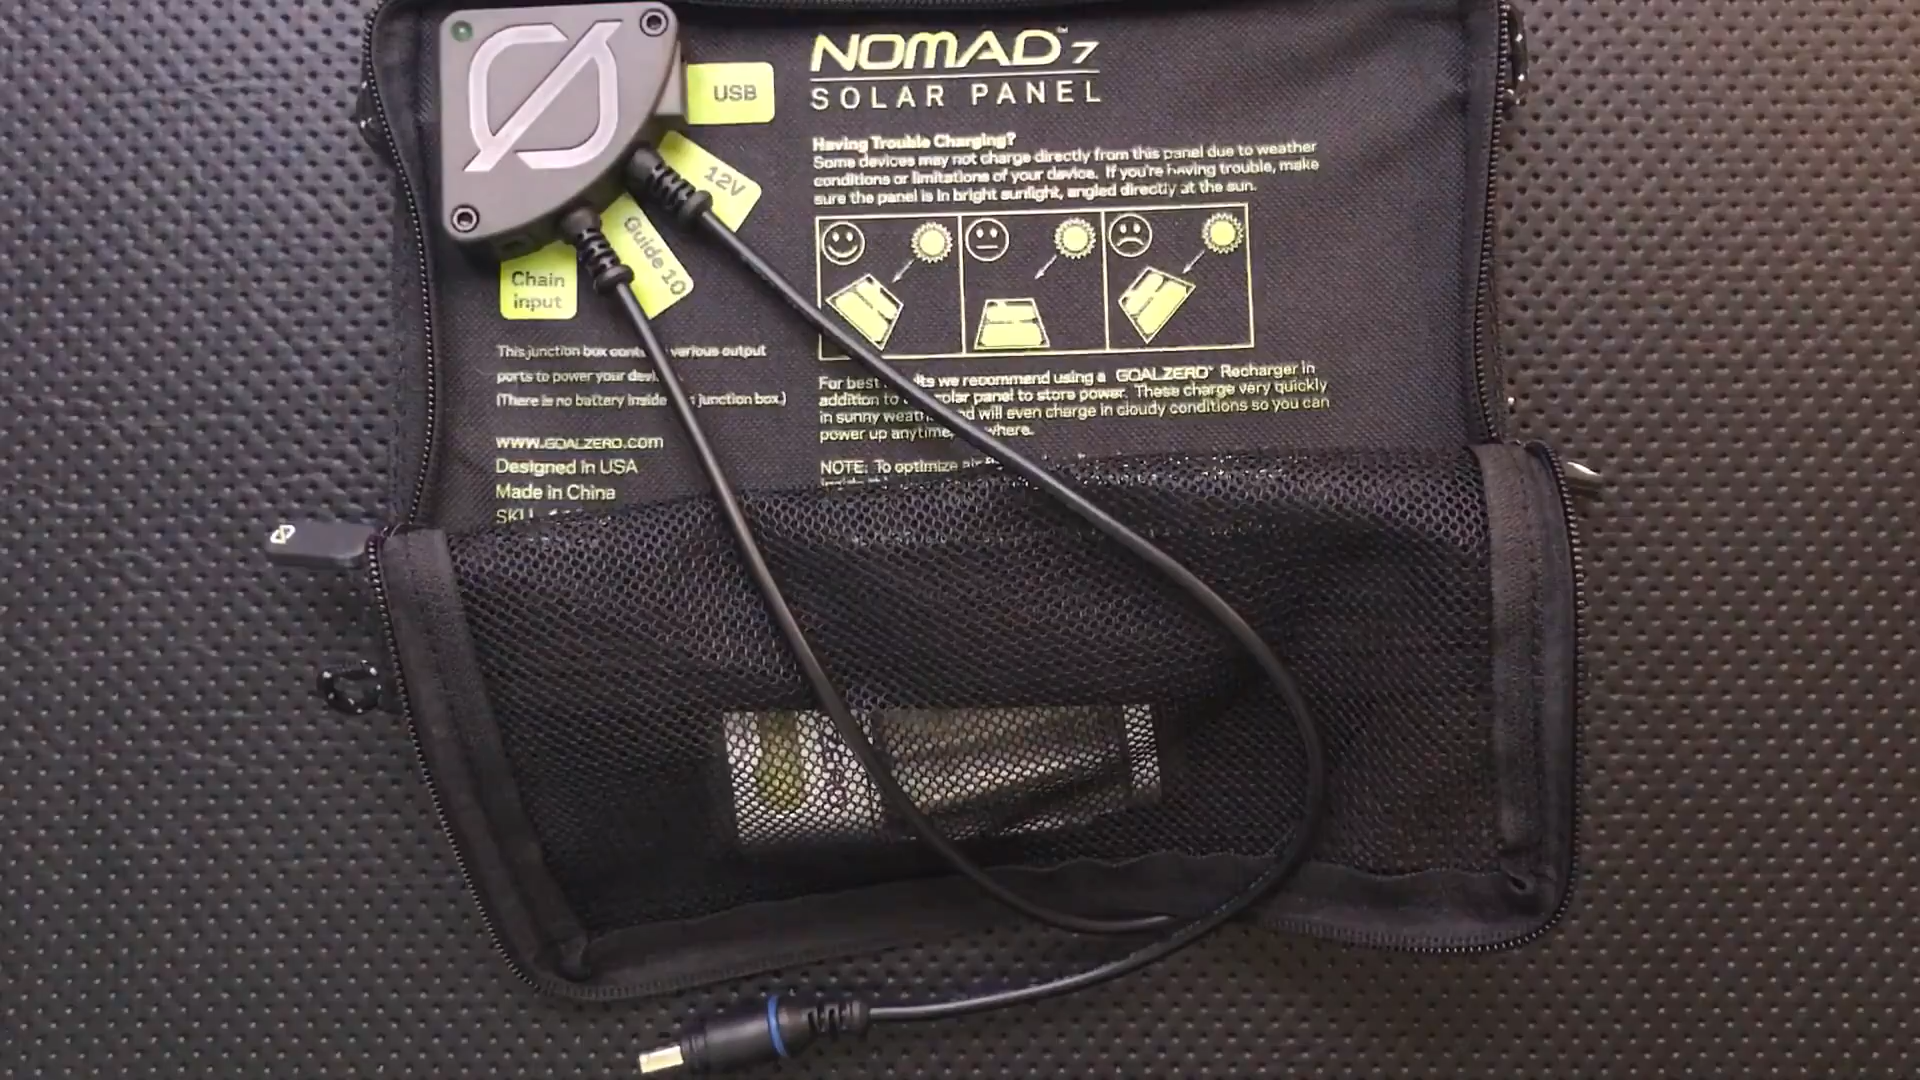 NOMAD™ 7
SOLAR PANEL
USB
12V
Guide 10
Chain
input
Having Trouble Charging?
Some devices may not charge directly from this panel due to weather
conditions or limitations of your device. If you're having trouble, make
sure the panel is in bright sunlight, angled directly at the sun.
This junction box various output
ports to power your
(There is no battery inside junction box.)
www.GOALZERO.com
Designed in USA
Made in China
SKU
For best we recommend using a GOALZERO® Recharger in
addition to solar panel to store power. These charge very quickly
in sunny and will even charge in cloudy conditions so you can
power up anytime,
NOTE: To optimize